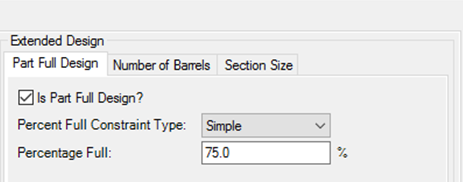 Extended Design
Part Full Design Number of Barrels Section Size
Is Part Full Design?
Percent Full Constraint Type: Simple
Percentage Full: 75.0 %